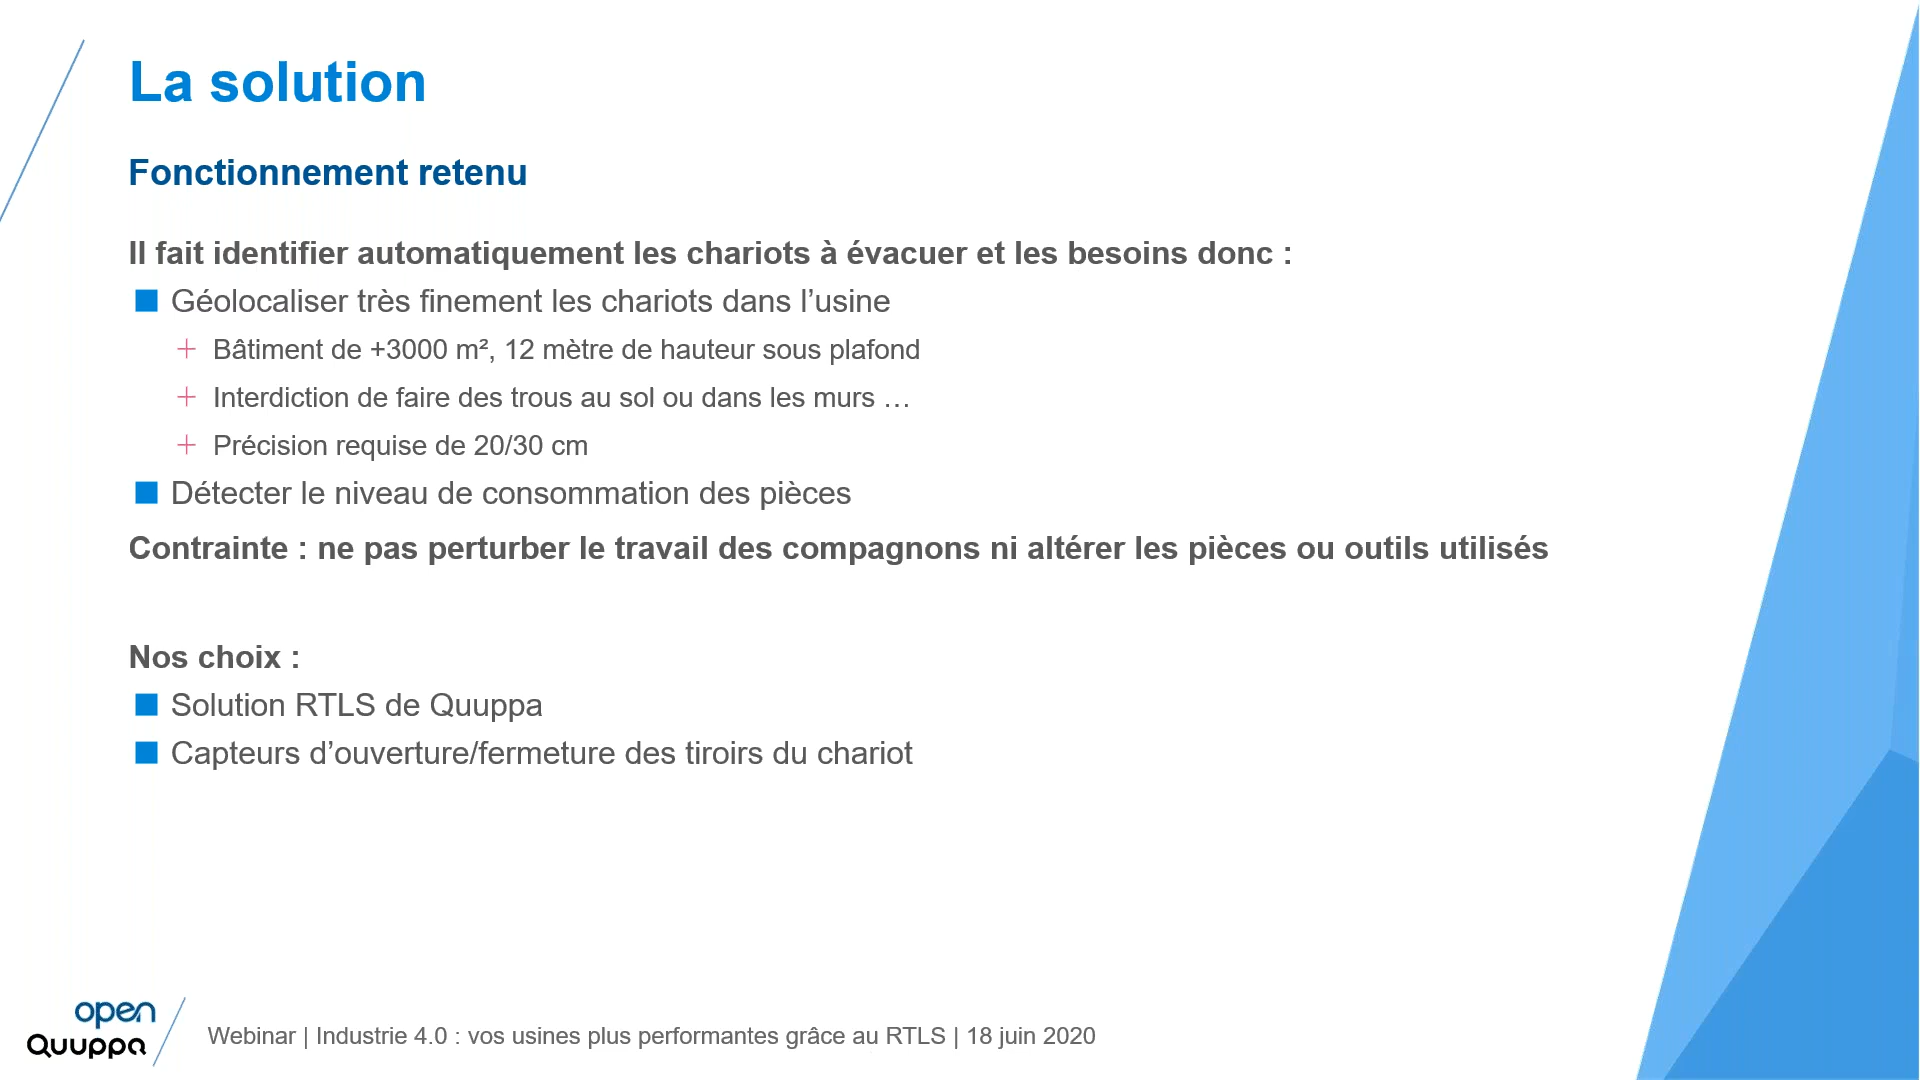 La solution
Fonctionnement retenu
Il fait identifier automatiquement les chariots à évacuer et les besoins donc :
Géolocaliser très finement les chariots dans l’usine
Bâtiment de +3000 m², 12 mètre de hauteur sous plafond
Interdiction de faire des trous au sol ou dans les murs …
Précision requise de 20/30 cm
Détecter le niveau de consommation des pièces
Contrainte : ne pas perturber le travail des compagnons ni altérer les pièces ou outils utilisés
Nos choix :
Solution RTLS de Quuppa
Capteurs d’ouverture/fermeture des tiroirs du chariot
open
Quuppa
Webinar | Industrie 4.0 : vos usines plus performantes grâce au RTLS | 18 juin 2020